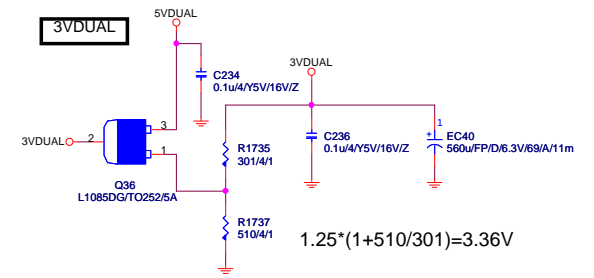 3VDUAL
5VDUAL
C234
0.1u/4/Y5V/16V/Z
3VDUAL
3VDUAL
2
3
1
Q36
L1085DG/TO252/5A
R1735
301/4/1
C236
0.1u/4/Y5V/16V/Z
1
+
EC40
560u/FP/D/6.3V/69/A/11m
R1737
510/4/1
1.25*(1+510/301)=3.36V